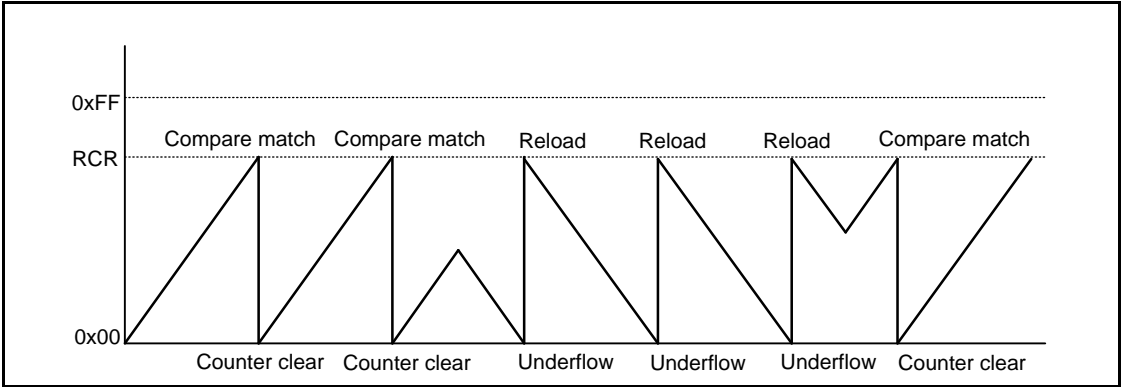 0xFF
Compare match Compare match Reload Reload Reload Compare match
RCR
0x00
Counter clear Counter clear Underflow Underflow Underflow Counter clear